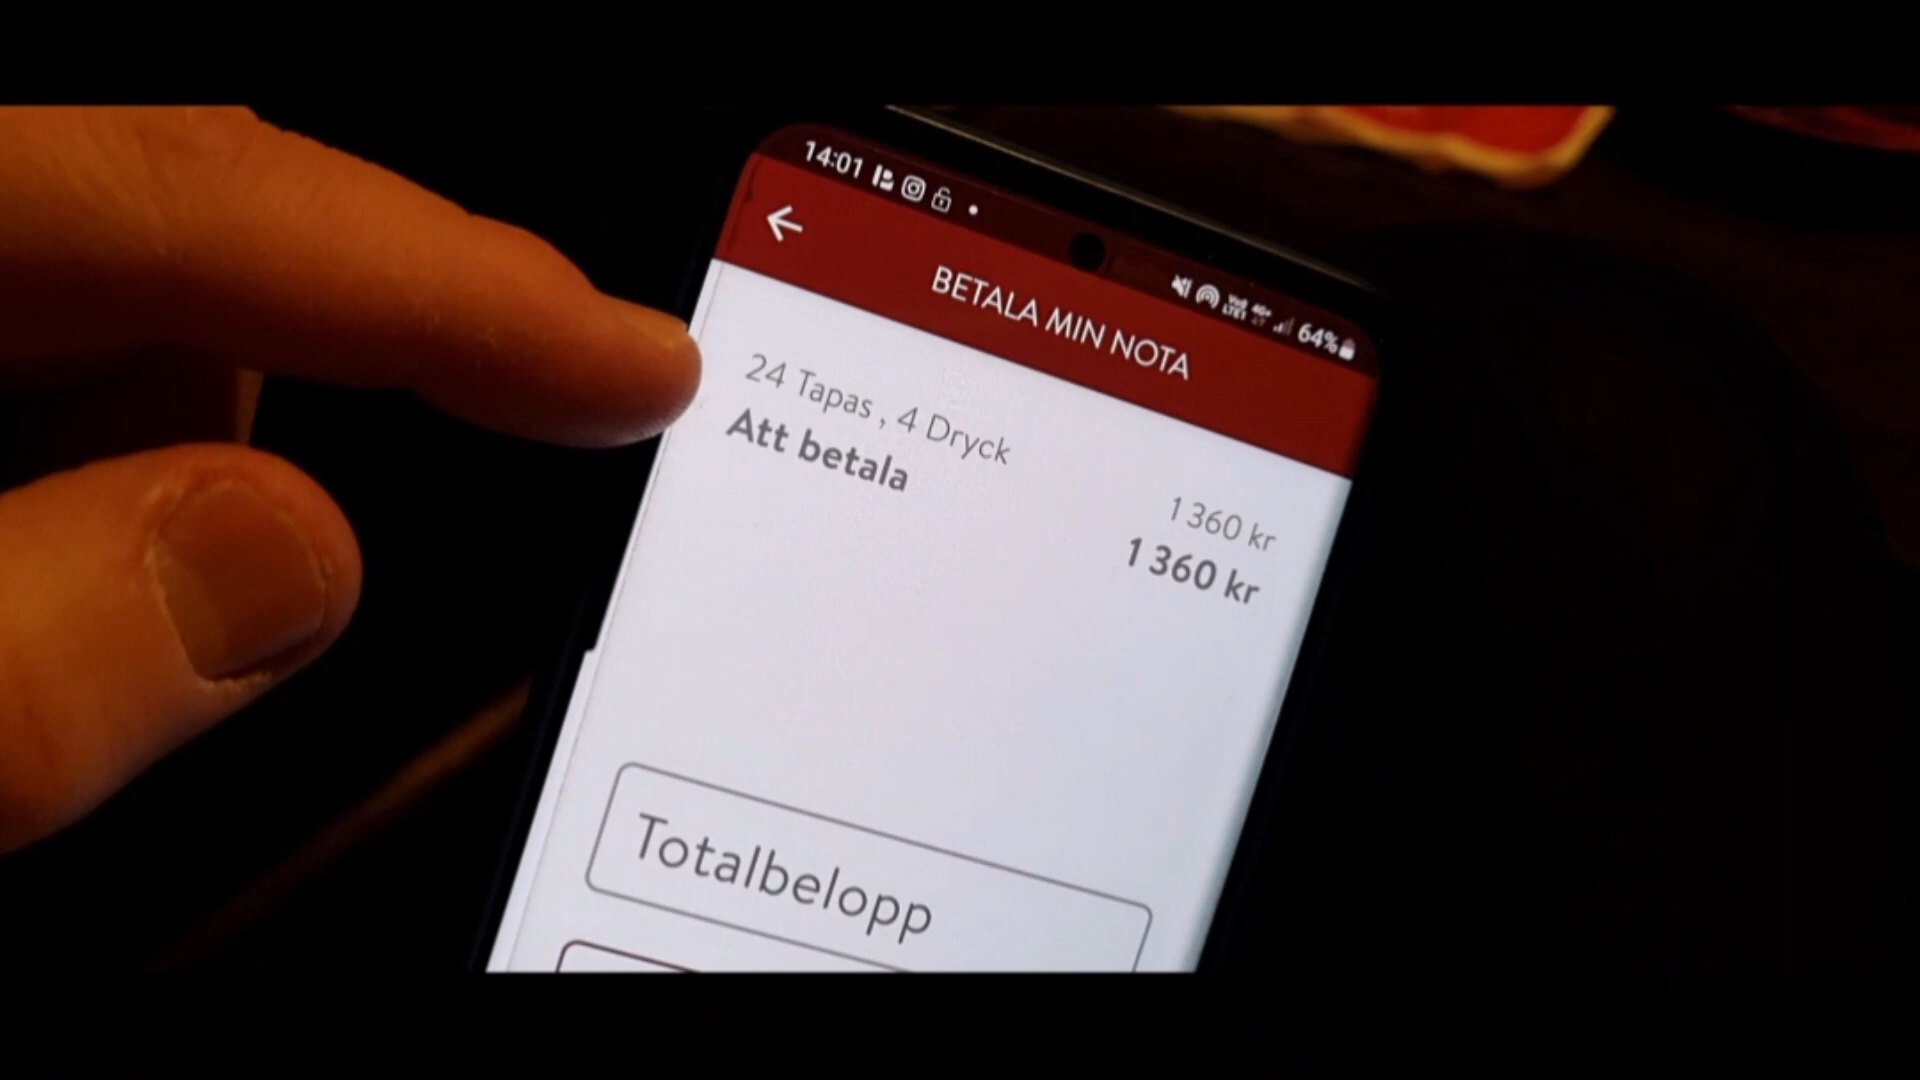 14:01
64%
BETALA MIN NOTA
24 Tapas , 4 Dryck
1 360 kr
Att betala
1 360 kr
Totalbelopp